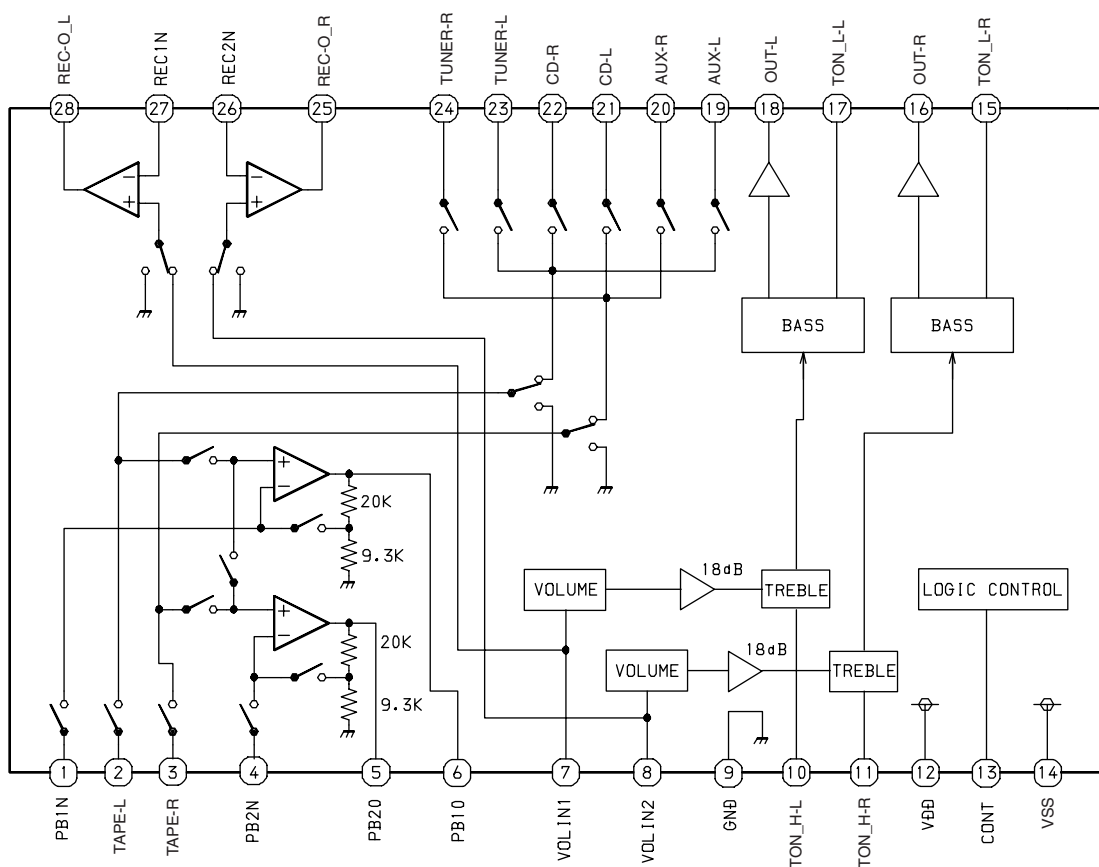 REC-O_L
REC1N
REC2N
REC-O_R
TUNER-R
TUNER-L
CD-R
CD-L
AUX-R
AUX-L
OUT-L
TON_L-L
OUT-R
TON_L-R
28
27
26
25
24
23
22
21
20
19
18
17
16
15
−
+
−
+
BASS
BASS
+
−
20K
9.3K
+
−
20K
9.3K
VOLUME
18dB
TREBLE
LOGIC CONTROL
VOLUME
18dB
TREBLE
1
2
3
4
5
6
7
8
9
10
11
12
13
14
PB1N
TAPE-L
TAPE-R
PB2N
PB2O
PB1O
VOLIN1
VOLIN2
GND
TON_H-L
TON_H-R
VDD
CONT
VSS